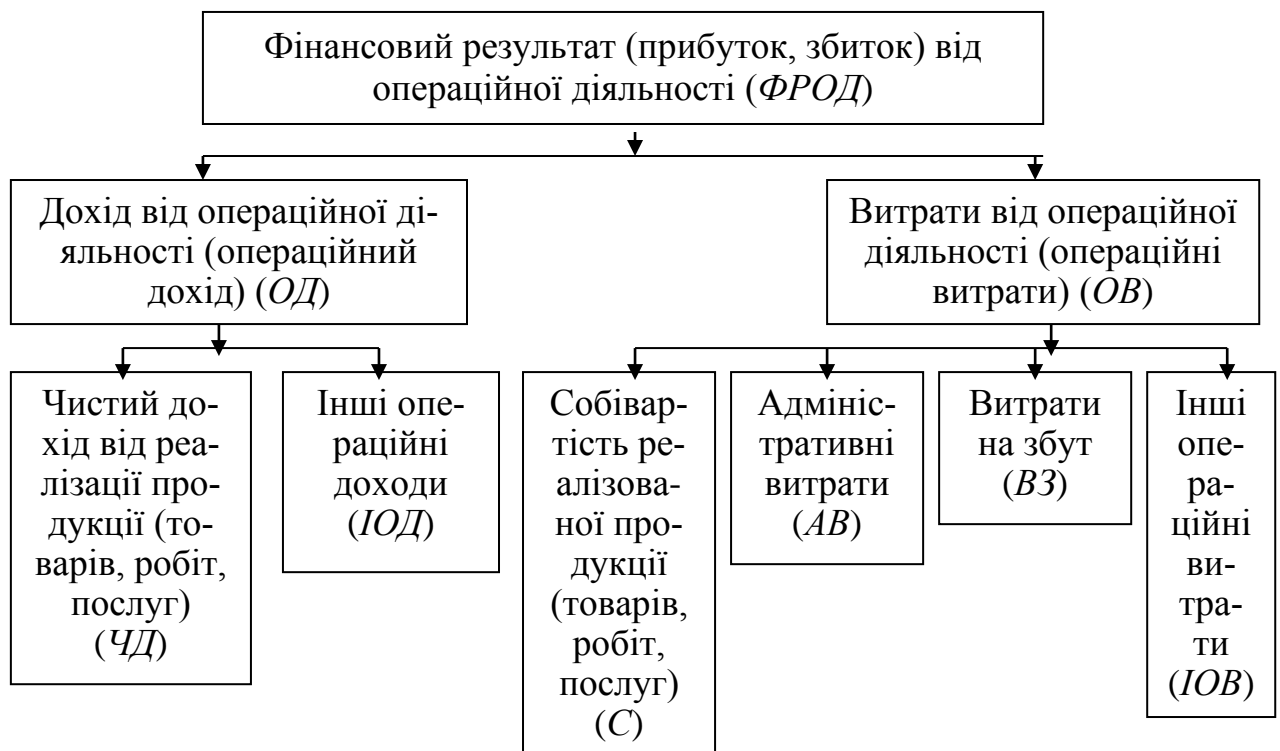 Фінансовий результат (прибуток, збиток) від
операційної діяльності (ФРОД)
Дохід від операційної ді-
яльності (операційний
дохід) (ОД)
Витрати від операційної
діяльності (операційні
витрати) (ОВ)
Чистий до-
хід від реа-
лізації про-
дукції (то-
варів, робіт,
послуг)
(ЧД)
Інші опе-
раційні
доходи
(ІОД)
Собівар-
тість ре-
алізова-
ної про-
дукції
(товарів,
робіт,
послуг)
(С)
Адмініс-
тративні
витрати
(АВ)
Витрати
на збут
(ВЗ)
Інші
опе-
ра-
ційні
ви-
тра-
ти
(ІОВ)